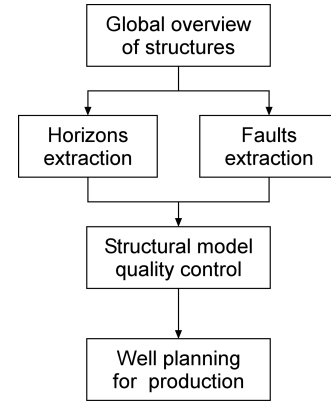 Global overview
of structures
Horizons
extraction
Faults
extraction
Structural model
quality control
Well planning
for production